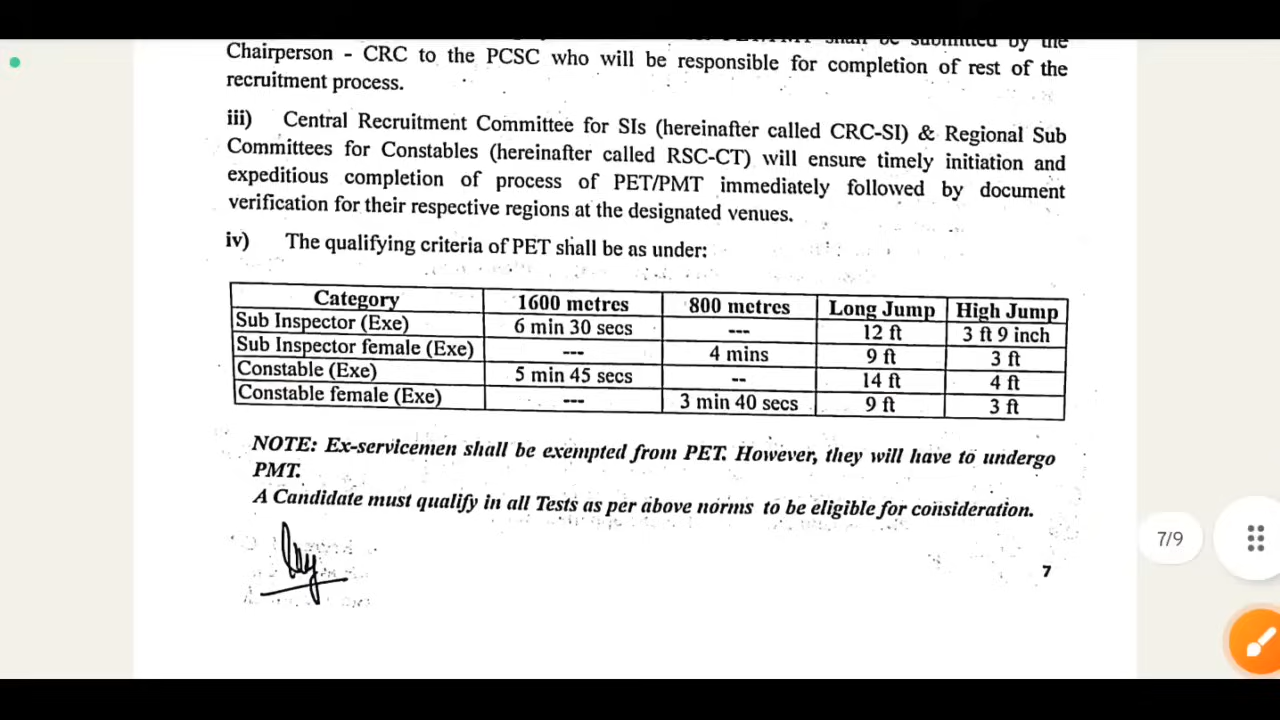 shall be submitted by the
Chairperson - CRC to the PCSC who will be responsible for completion of rest of the
recruitment process.
iii) Central Recruitment Committee for SIs (hereinafter called CRC-SI) & Regional Sub
Committees for Constables (hereinafter called RSC-CT) will ensure timely initiation and
expeditious completion of process of PET/PMT immediately followed by document
verification for their respective regions at the designated venues.
iv) The qualifying criteria of PET shall be as under:
Category 1600 metres 800 metres Long Jump High Jump
Sub Inspector (Exe) 6 min 30 secs --- 12 ft 3 ft 9 inch
Sub Inspector female (Exe) --- 4 mins 9 ft 3 ft
Constable (Exe) 5 min 45 secs -- 14 ft 4 ft
Constable female (Exe) --- 3 min 40 secs 9 ft 3 ft
NOTE: Ex-servicemen shall be exempted from PET. However, they will have to undergo
PMT.
A Candidate must qualify in all Tests as per above norms to be eligible for consideration.
7/9
7